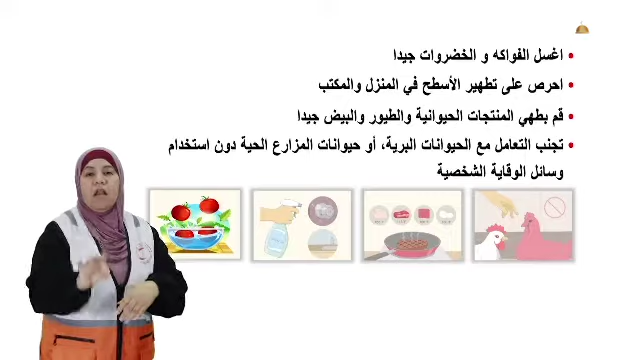 اغسل الفواكه و الخضروات جيدا
احرص على تطهير الأسطح في المنزل والمكتب
قم بطهي المنتجات الحيوانية والطيور والبيض جيدا
تجنب التعامل مع الحيوانات البرية، أو حيوانات المزارع الحية دون استخدام
وسائل الوقاية الشخصية